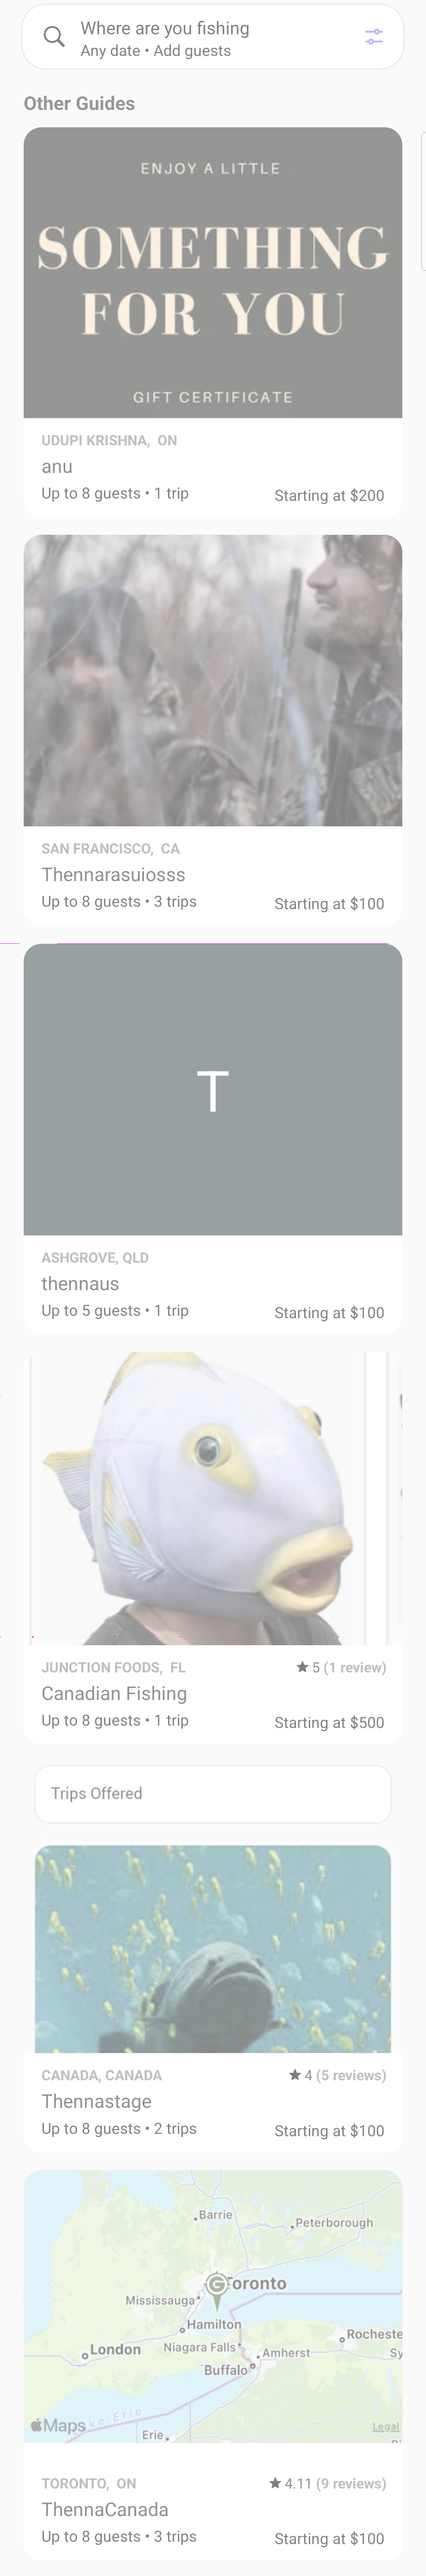 Where are you fishing
Any date • Add guests
Other Guides
ENJOY A LITTLE
SOMETHING
FOR YOU
GIFT CERTIFICATE
UDUPI KRISHNA, ON
anu
Up to 8 guests • 1 trip
Starting at $200
SAN FRANCISCO, CA
Thennarasuiosss
Up to 8 guests • 3 trips
Starting at $100
T
ASHGROVE, QLD
thennaus
Up to 5 guests • 1 trip
Starting at $100
JUNCTION FOODS, FL
★ 5 (1 review)
Canadian Fishing
Up to 8 guests • 1 trip
Starting at $500
Trips Offered
CANADA, CANADA
★ 4 (5 reviews)
Thennastage
Up to 8 guests • 2 trips
Starting at $100
Barrie
Peterborough
G
Toronto
Mississauga
Hamilton
Rocheste
London
Niagara Falls
Amherst
Sy
Buffalo
Maps
ke Erie
Legal
Erie
TORONTO, ON
★ 4.11 (9 reviews)
ThennaCanada
Up to 8 guests • 3 trips
Starting at $100